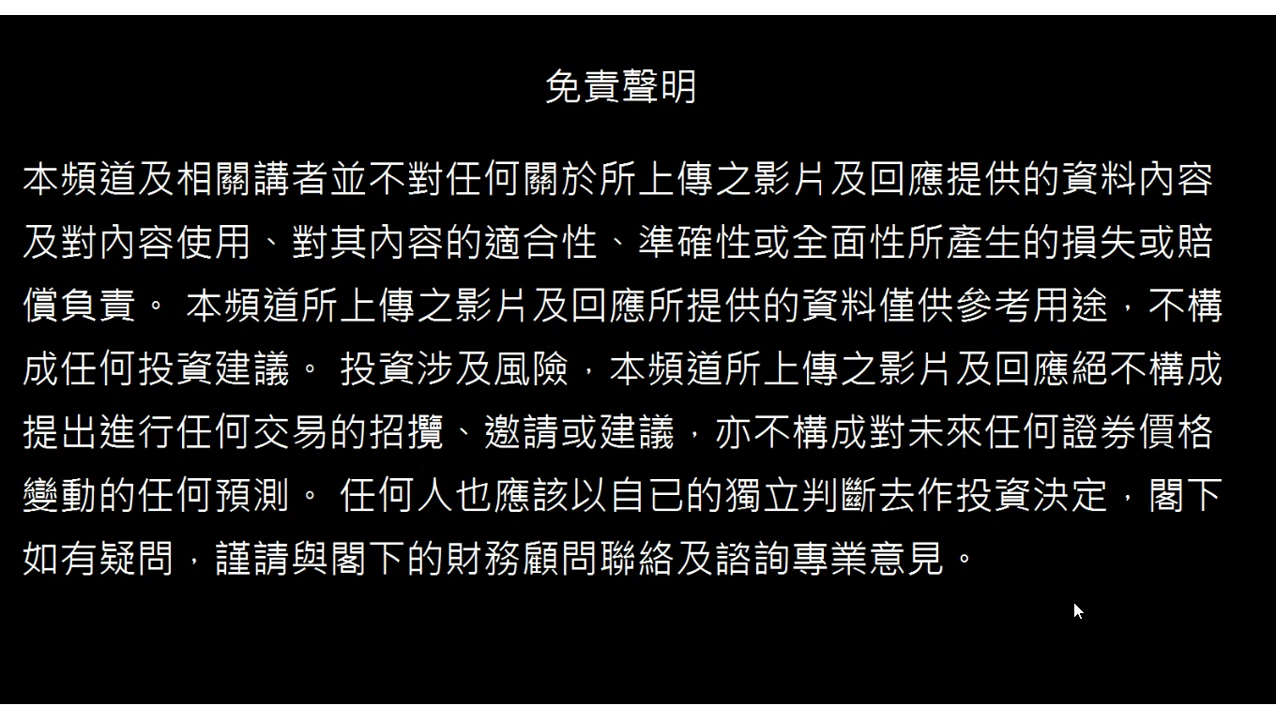 免責聲明
本頻道及相關講者並不對任何關於所上傳之影片及回應提供的資料內容
及對內容使用、對其內容的適合性、準確性或全面性所產生的損失或賠
償負責。 本頻道所上傳之影片及回應所提供的資料僅供參考用途，不構
成任何投資建議。 投資涉及風險，本頻道所上傳之影片及回應絕不構成
提出進行任何交易的招攬、邀請或建議，亦不構成對未來任何證券價格
變動的任何預測。 任何人也應該以自已的獨立判斷去作投資決定，閣下
如有疑問，謹請與閣下的財務顧問聯絡及諮詢專業意見。